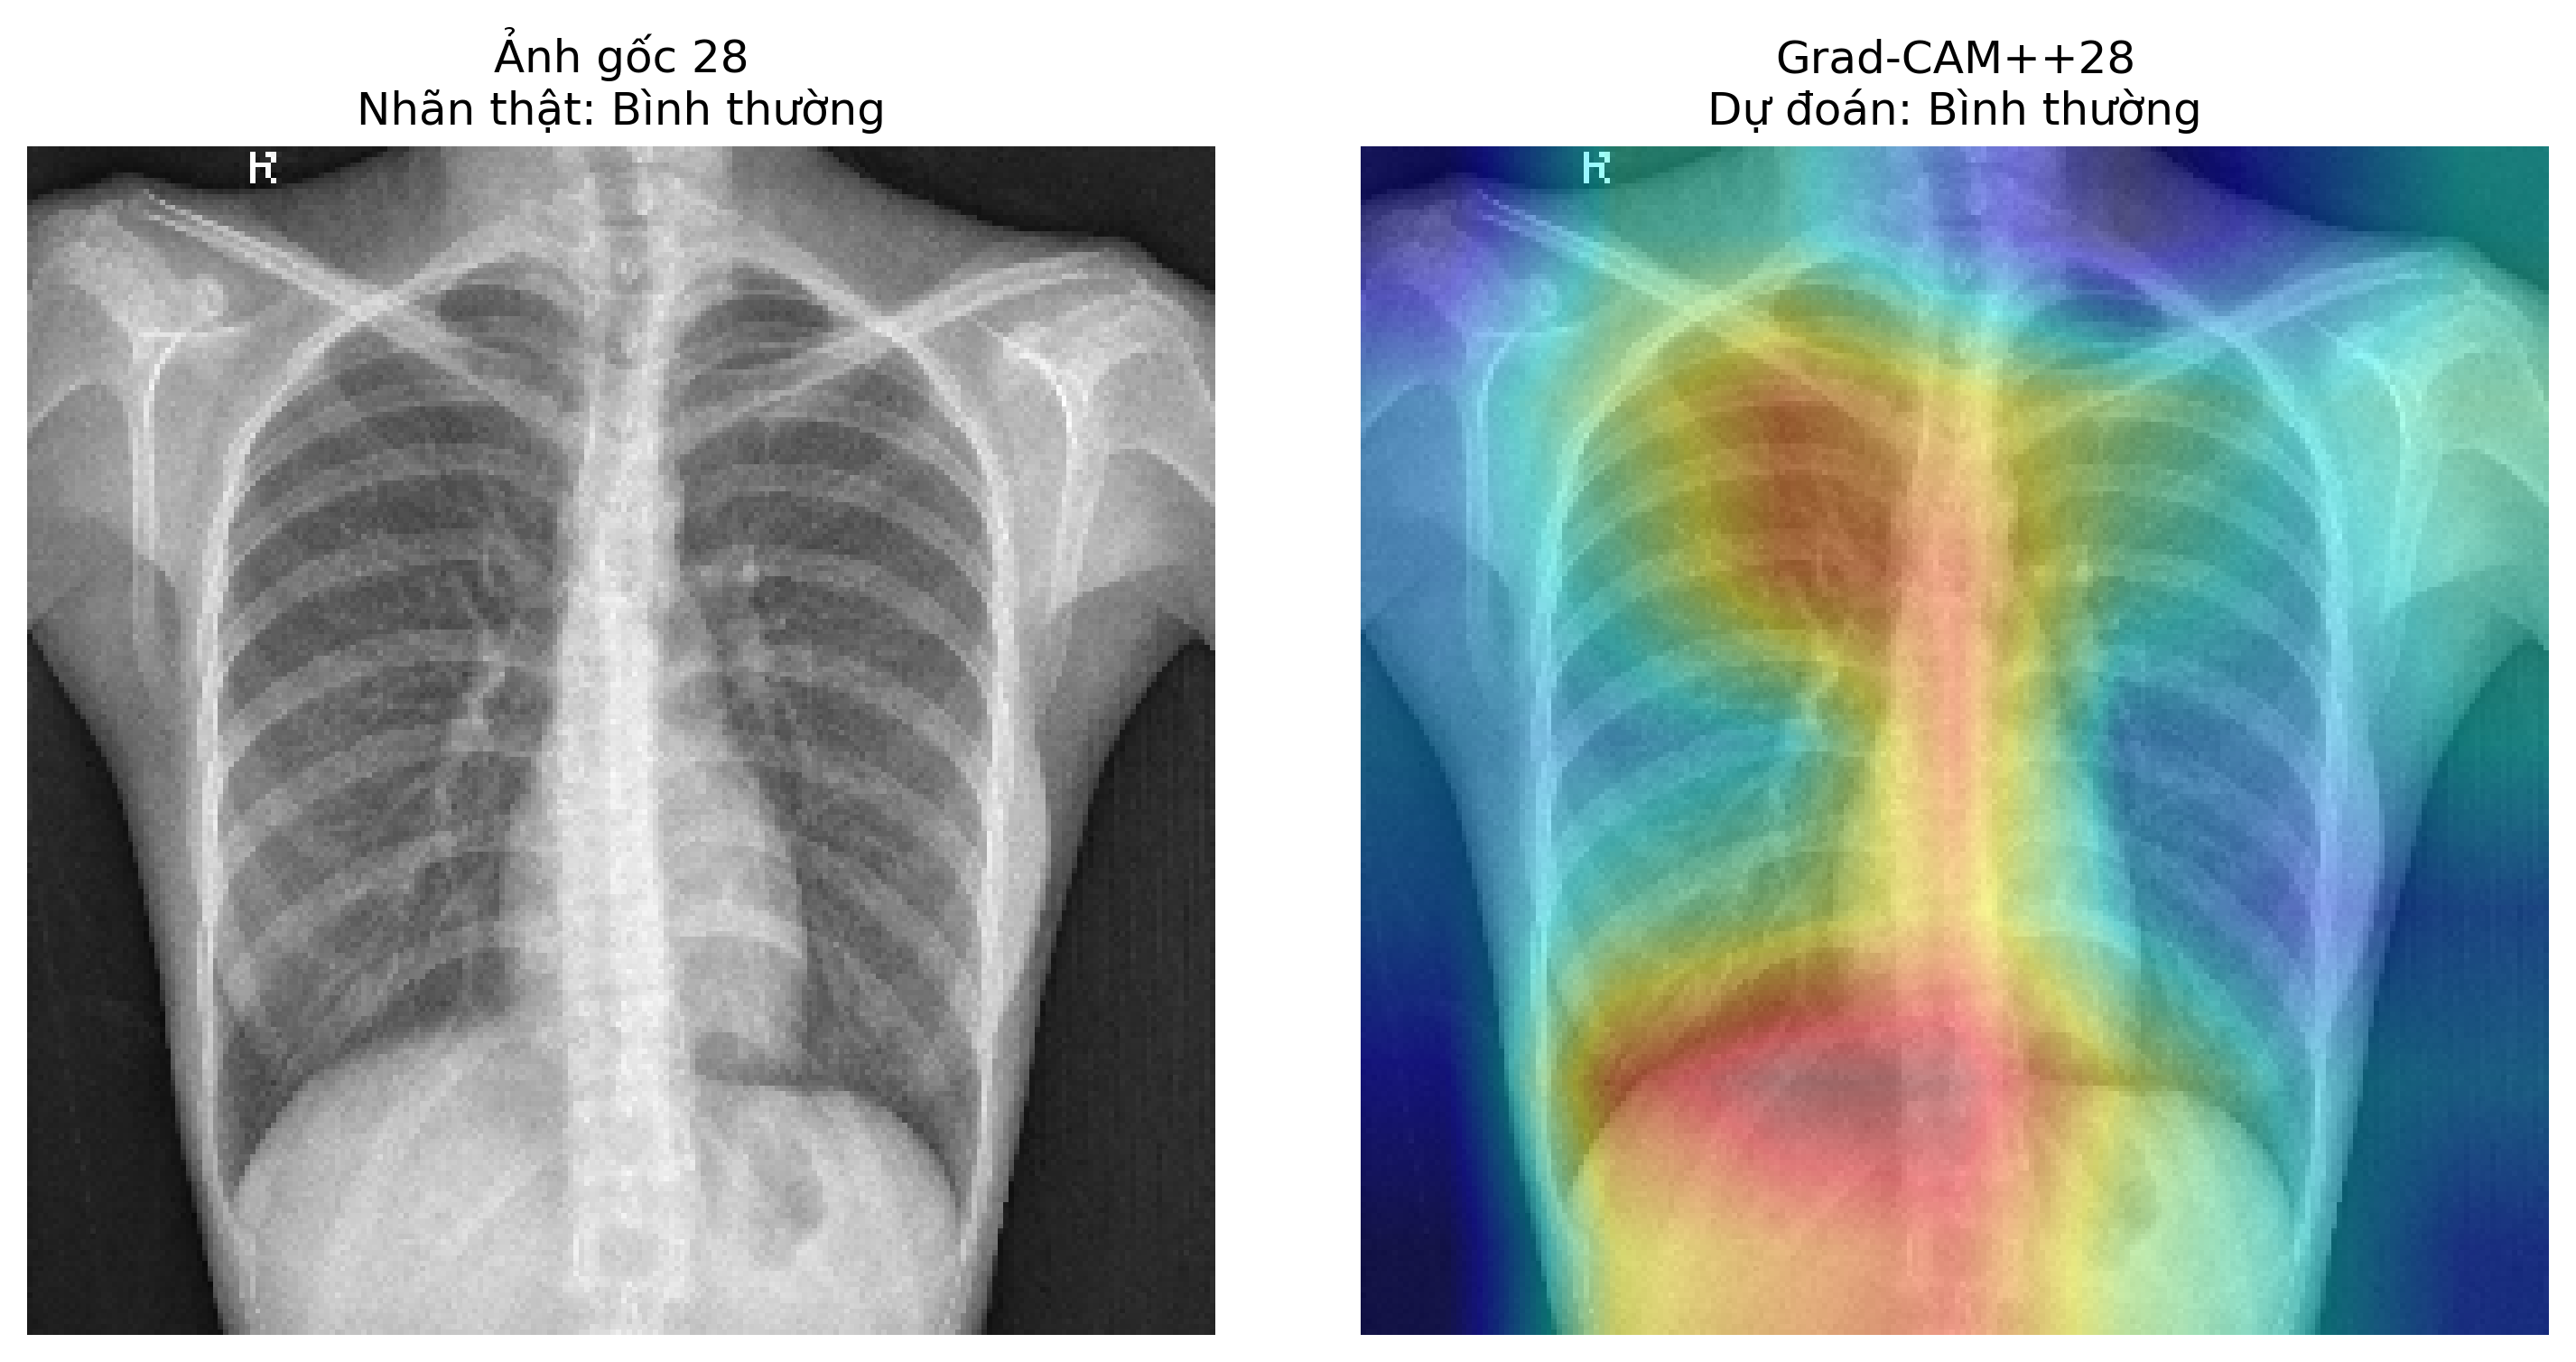 Ảnh gốc 28
Nhãn thật: Bình thường
Grad-CAM++28
Dự đoán: Bình thường
R
R